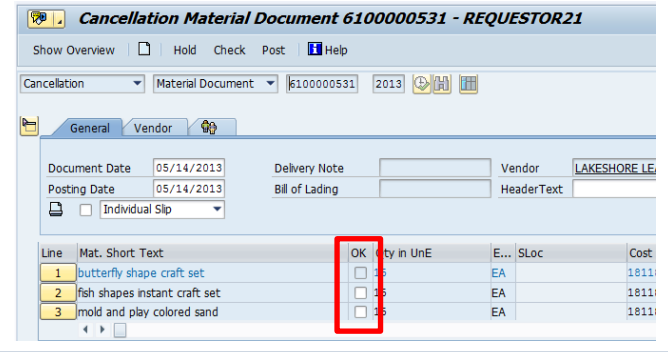 Cancellation Material Document 6100000531 - REQUESTOR21
Show Overview Hold Check Post Help
Cancellation Material Document 6100000531 2013
General Vendor
Document Date 05/14/2013 Delivery Note Vendor LAKESHORE LEA
Posting Date 05/14/2013 Bill of Lading HeaderText
Individual Slip
Line Mat. Short Text OK Qty in UnE E... SLoc Cost
1 butterfly shape craft set EA 1811
2 fish shapes instant craft set EA 1811
3 mold and play colored sand EA 1811